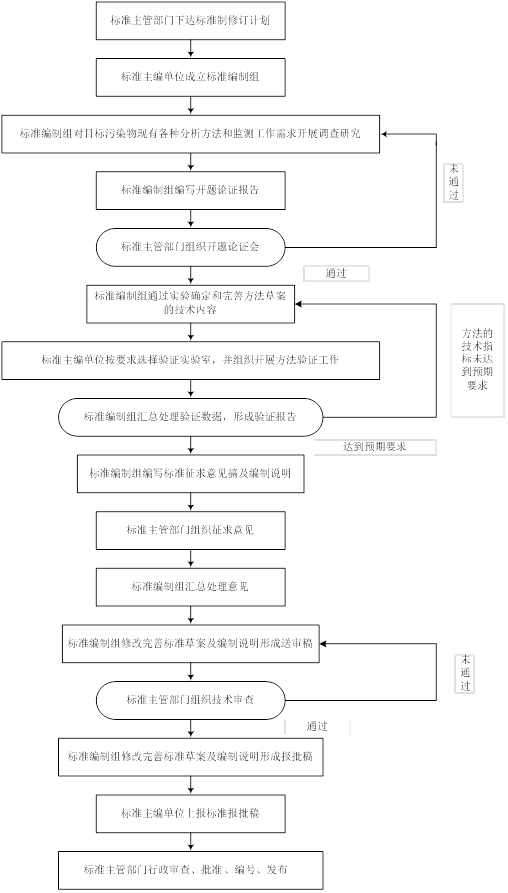 标准主管部门下达标准制修订计划
标准主编单位成立标准编制组
标准编制组对目标污染物现有各种分析方法和监测工作需求开展调查研究
未
通
过
标准编制组编写开题论证报告
标准主管部门组织开题论证会
通过
标准编制组通过实验确定和完善方法草案
的技术内容
方法的
技术指
标未达
到预期
要求
标准主编单位按要求选择验证实验室，并组织开展方法验证工作
标准编制组汇总处理验证数据，形成验证报告
达到预期要求
标准编制组编写标准征求意见稿及编制说明
标准主管部门组织征求意见
标准编制组汇总处理意见
标准编制组修改完善标准草案及编制说明形成送审稿
未
通
过
标准主管部门组织技术审查
通过
标准编制组修改完善标准草案及编制说明形成报批稿
标准主编单位上报标准报批稿
标准主管部门行政审查、批准、编号、发布